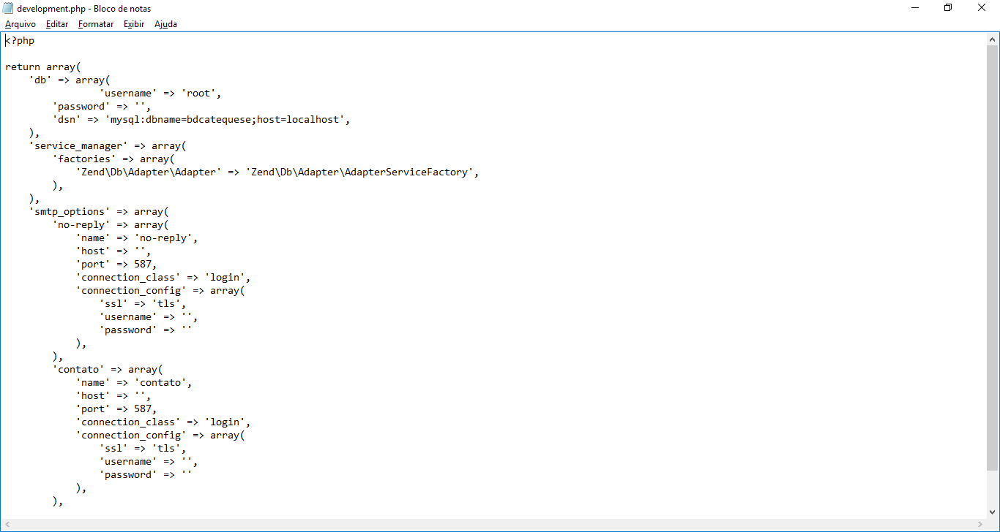 development.php - Bloco de notas
Arquivo Editar Formatar Exibir Ajuda
<?php

return array(
    'db' => array(
                'username' => 'root',
        'password' => '',
        'dsn' => 'mysql:dbname=bdcatequese;host=localhost',
    ),
    'service_manager' => array(
        'factories' => array(
            'Zend\Db\Adapter\Adapter' => 'Zend\Db\Adapter\AdapterServiceFactory',
        ),
    ),
    'smtp_options' => array(
        'no-reply' => array(
            'name' => 'no-reply',
            'host' => '',
            'port' => 587,
            'connection_class' => 'login',
            'connection_config' => array(
                'ssl' => 'tls',
                'username' => '',
                'password' => ''
            ),
        ),
        'contato' => array(
            'name' => 'contato',
            'host' => '',
            'port' => 587,
            'connection_class' => 'login',
            'connection_config' => array(
                'ssl' => 'tls',
                'username' => '',
                'password' => ''
            ),
        ),